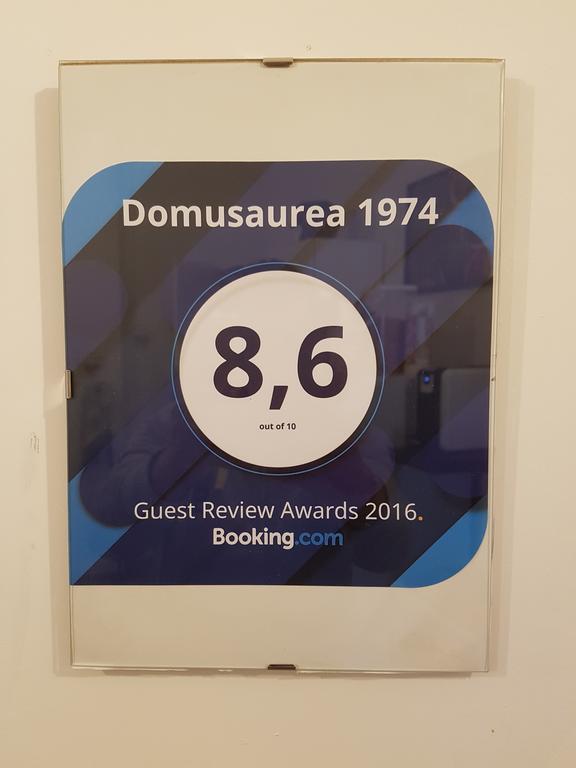 Domusaurea 1974
8,6
out of 10
Guest Review Awards 2016.
Booking.com